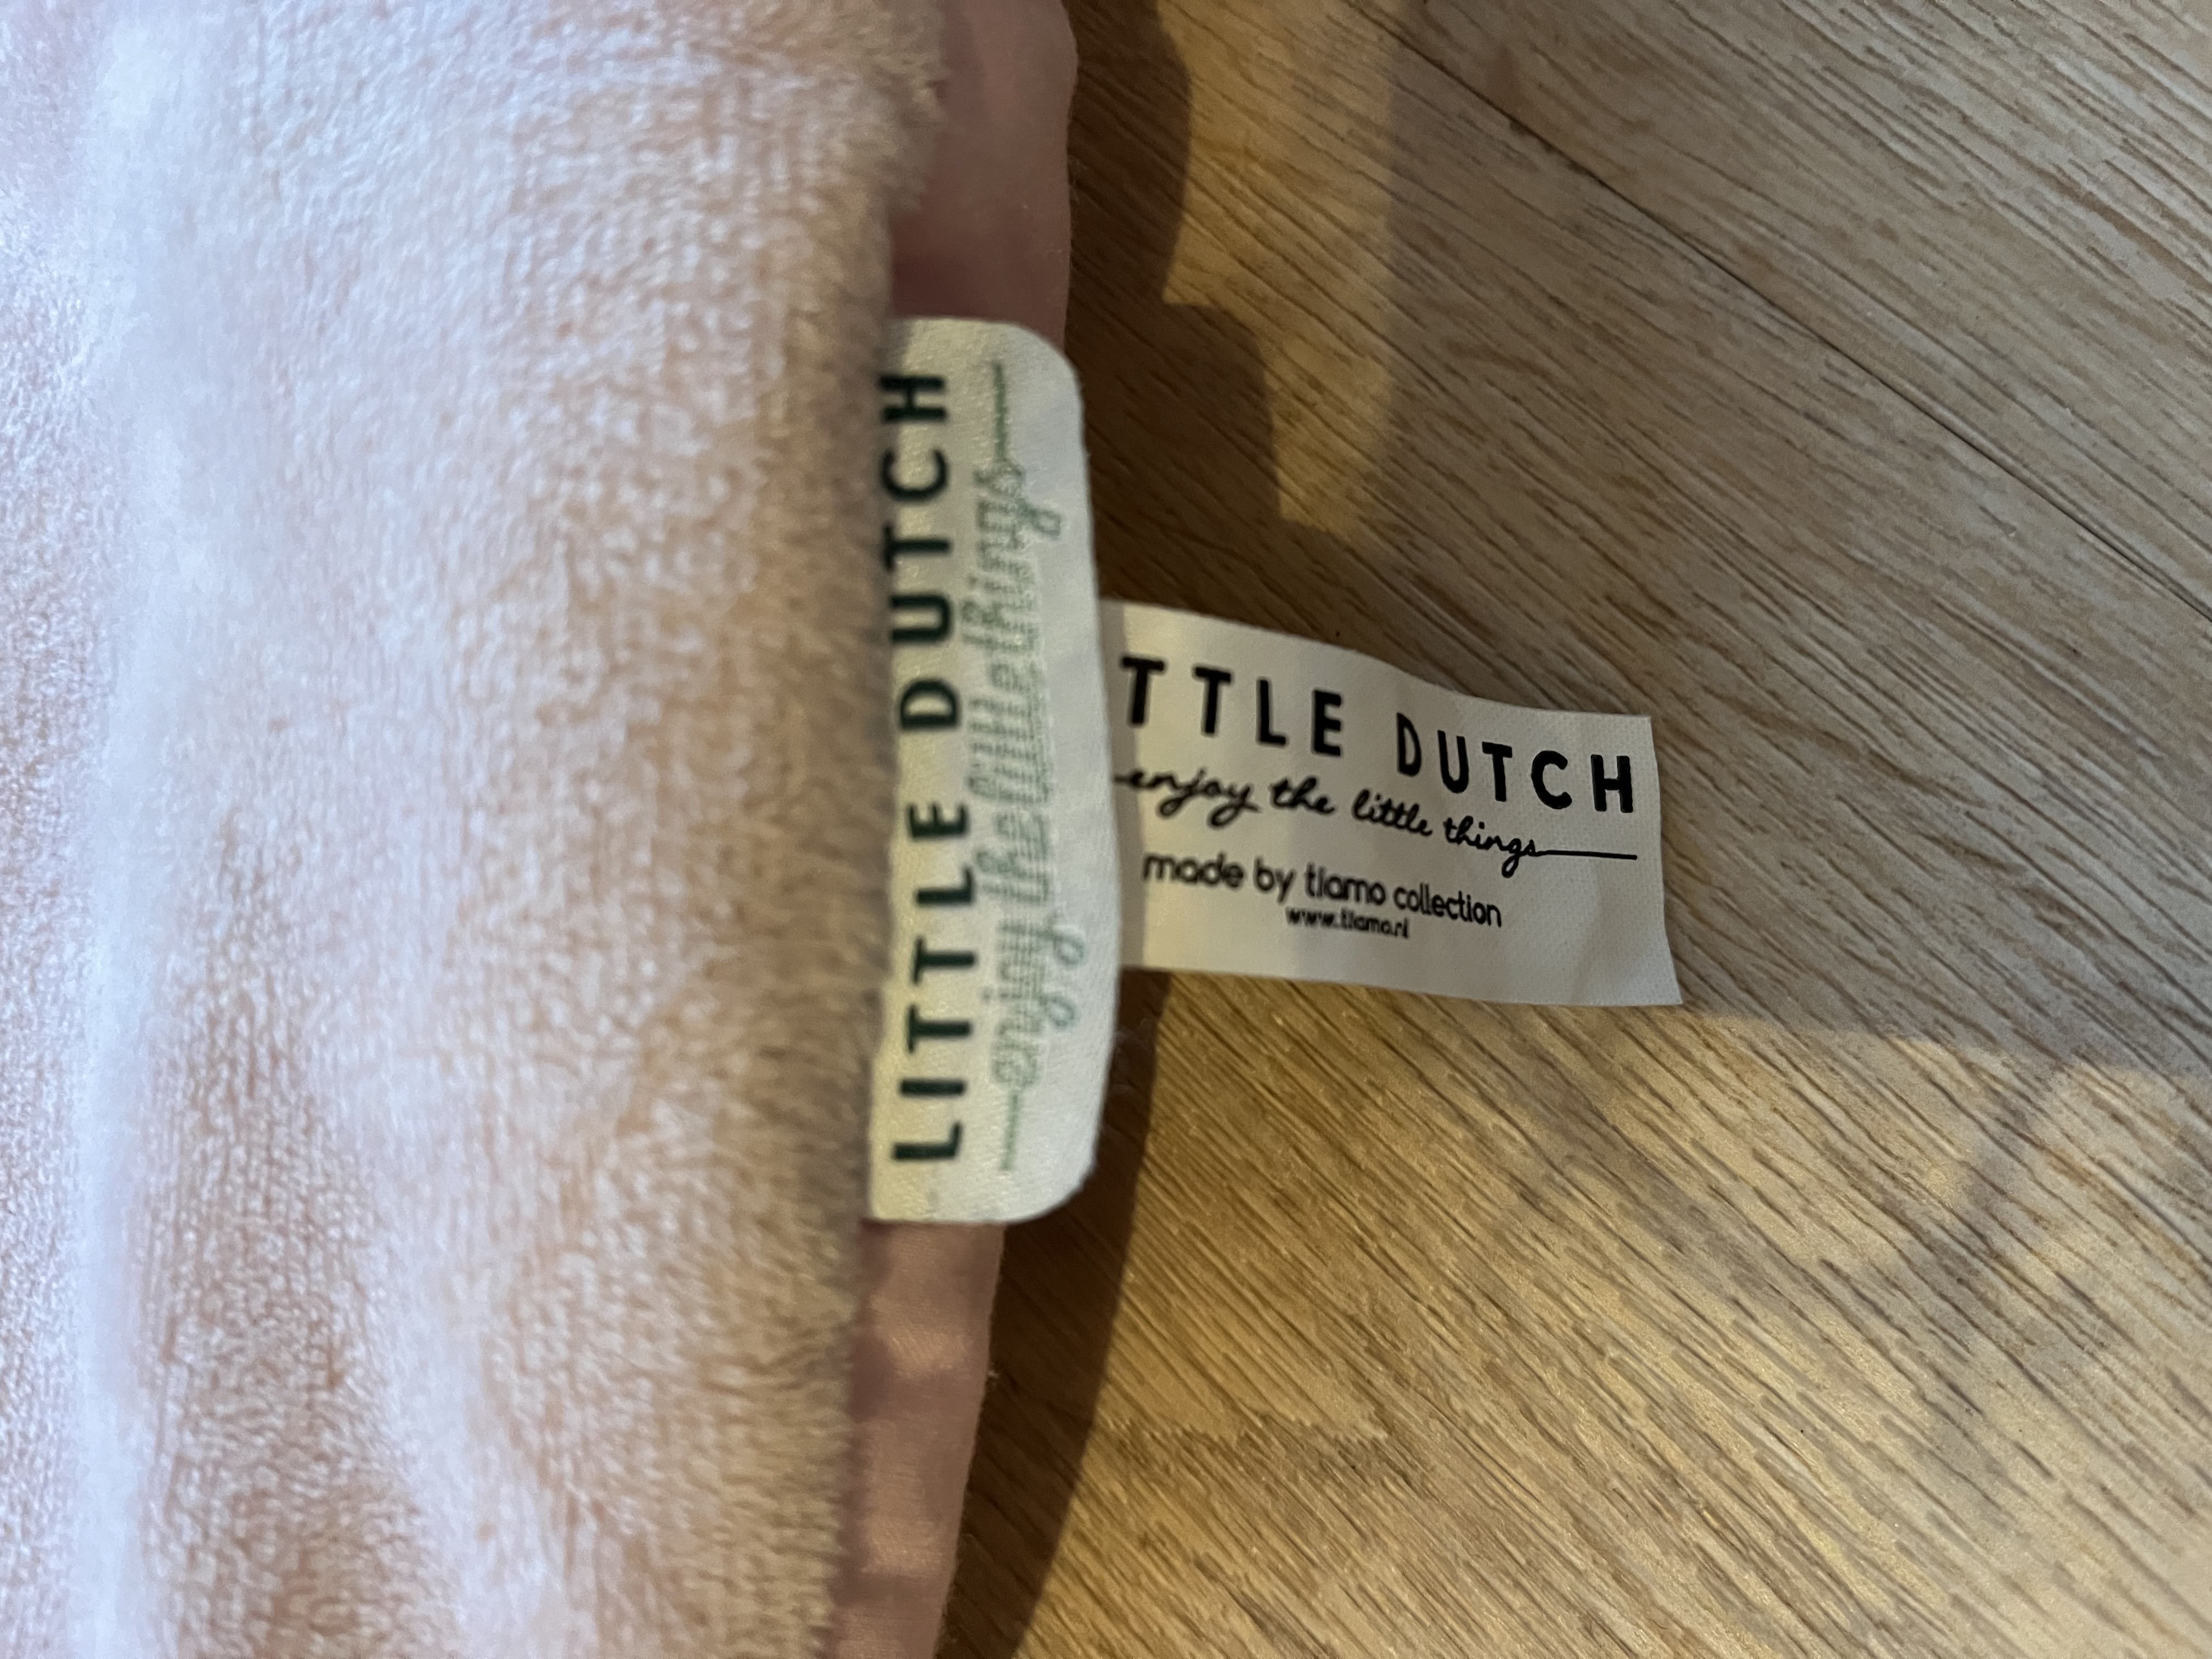 LITTLE DUTCH
enjoy the little things
TTLE DUTCH
enjoy the little things
made by tiamo collection
www.tiamo.nl